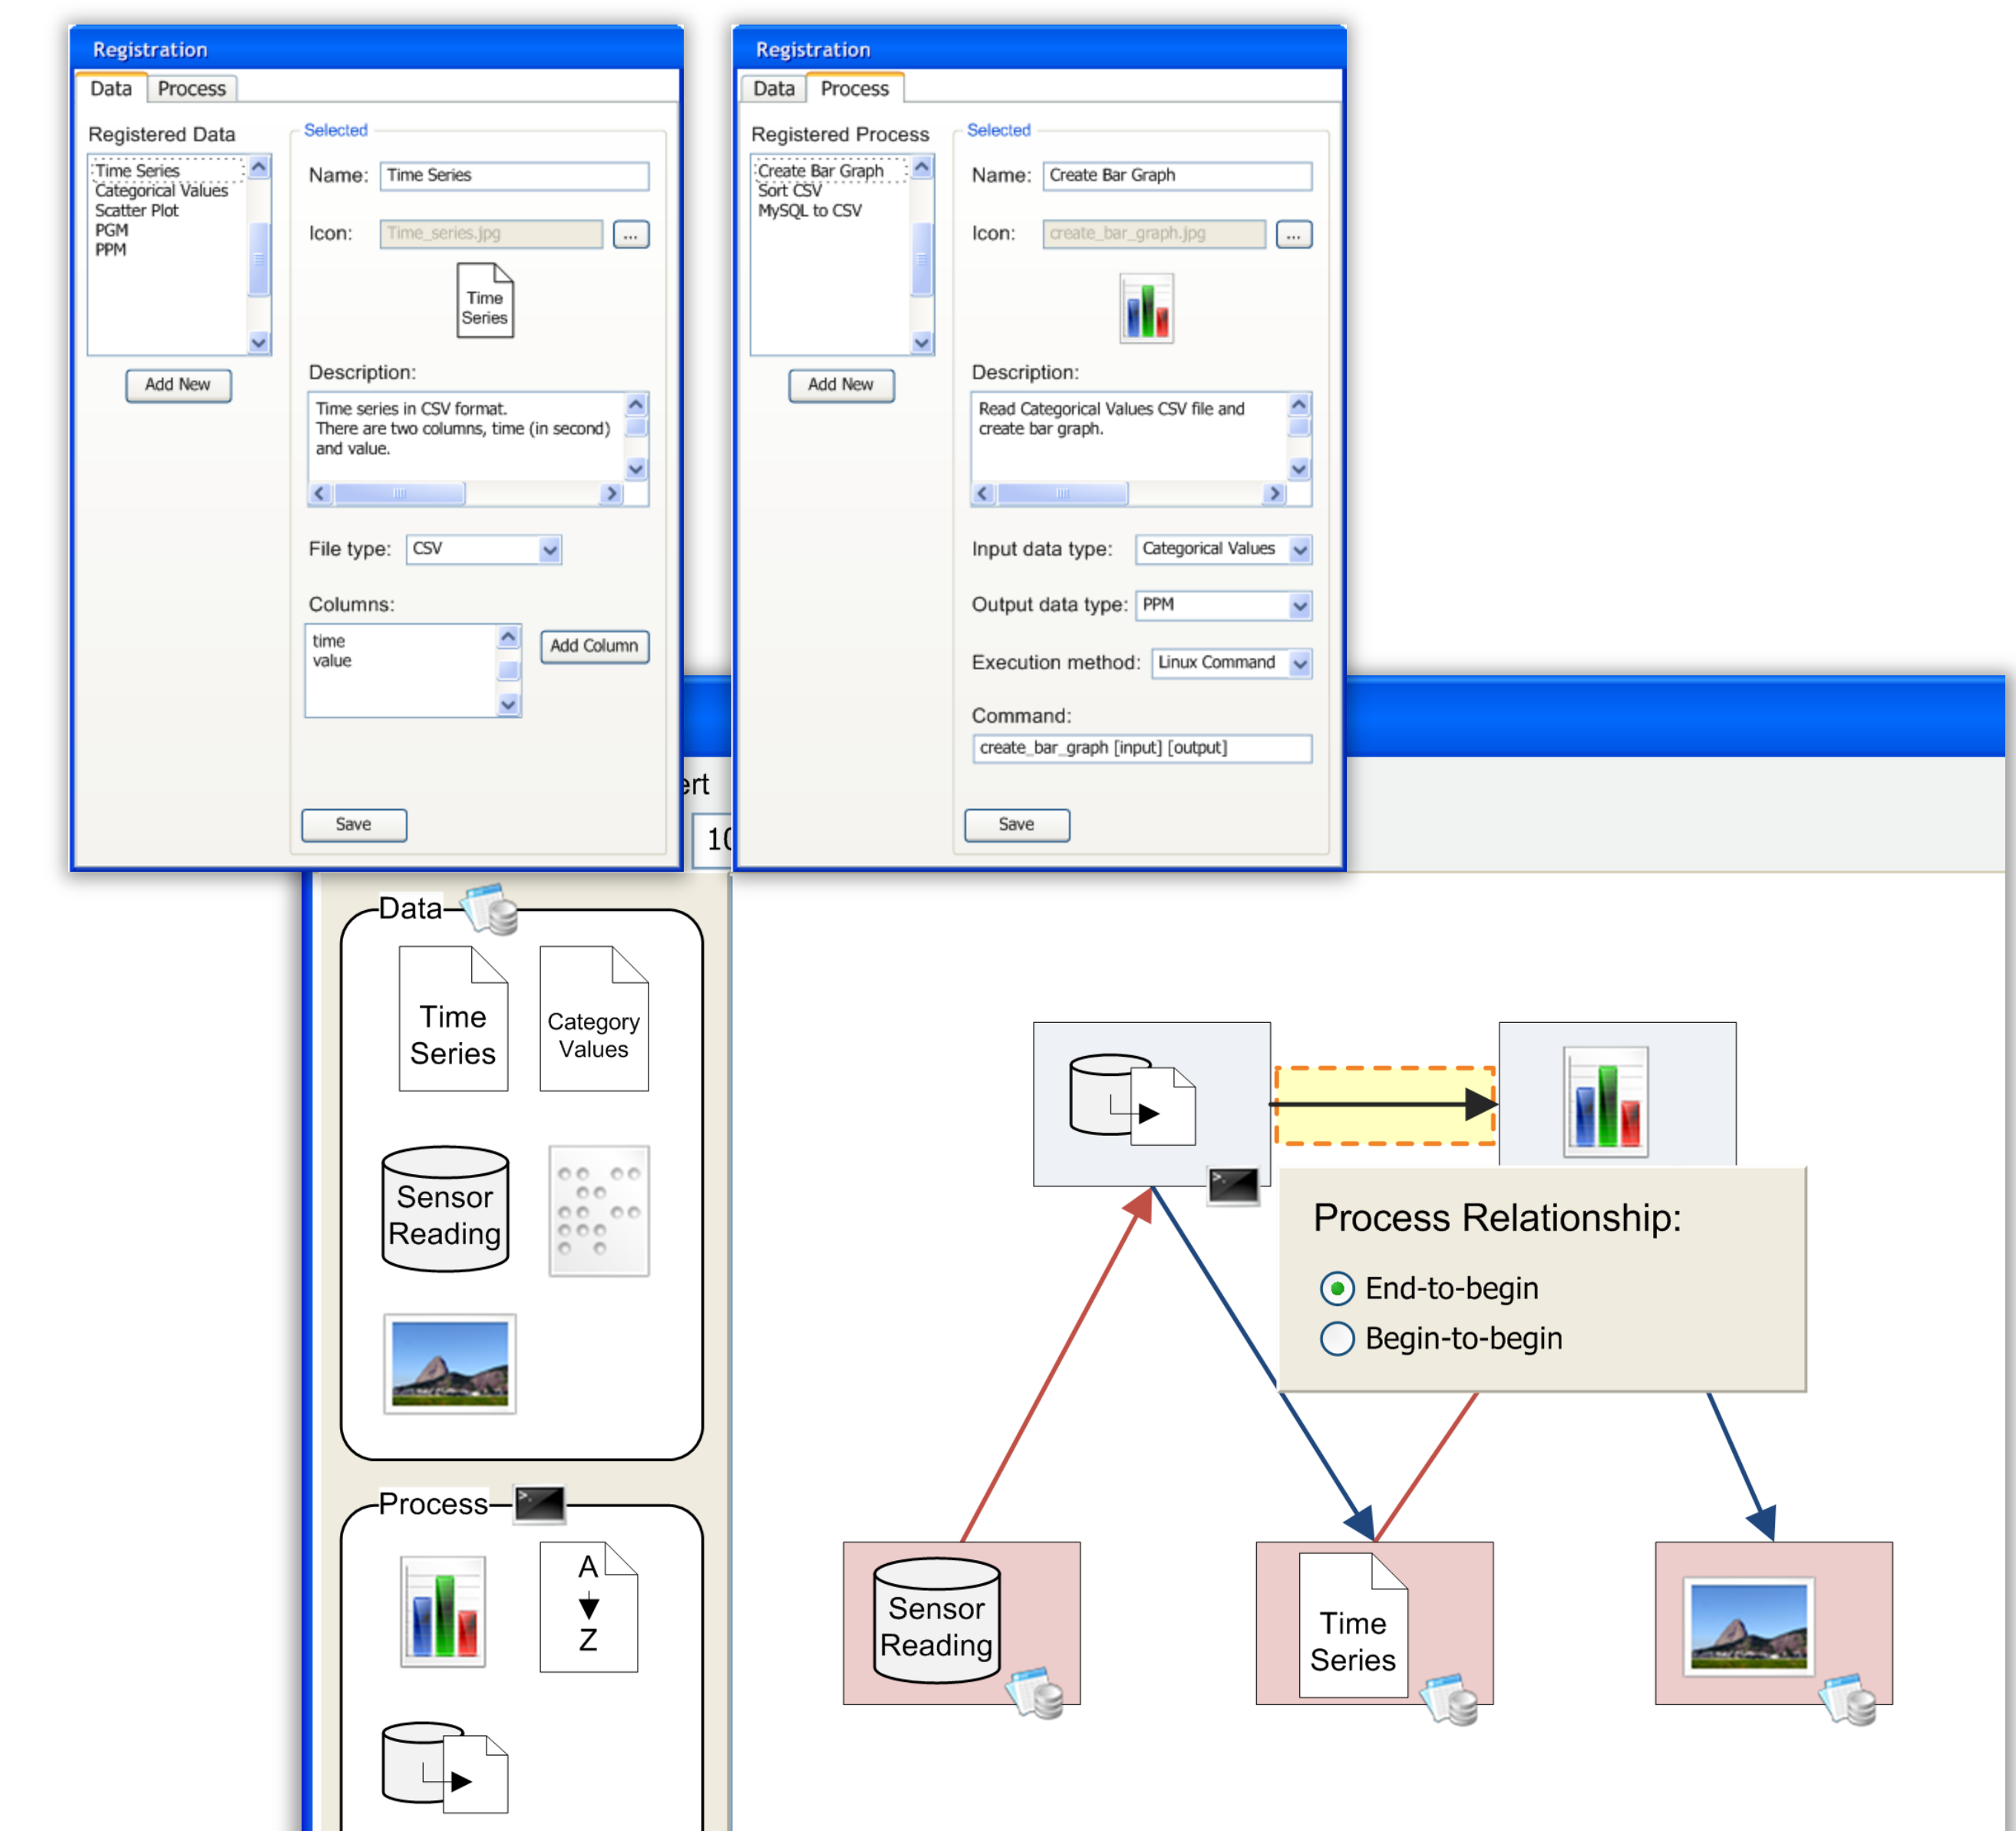 Registration
Data
Process
Registered Data
Time Series
Categorical Values
Scatter Plot
PGM
PPM
Add New
Selected
Name:
Time Series
Icon:
Time_series.jpg
...
Time
Series
Description:
Time series in CSV format.
There are two columns, time (in second)
and value.
File type:
CSV
Columns:
time
value
Add Column
Save
Registration
Data
Process
Registered Process
Create Bar Graph
Sort CSV
MySQL to CSV
Add New
Selected
Name:
Create Bar Graph
Icon:
create_bar_graph.jpg
...
Description:
Read Categorical Values CSV file and
create bar graph.
Input data type:
Categorical Values
Output data type:
PPM
Execution method:
Linux Command
Command:
create_bar_graph [input] [output]
Save
Data
Time
Series
Category
Values
Sensor
Reading
Process
A
Z
Process Relationship:
End-to-begin
Begin-to-begin
Sensor
Reading
Time
Series